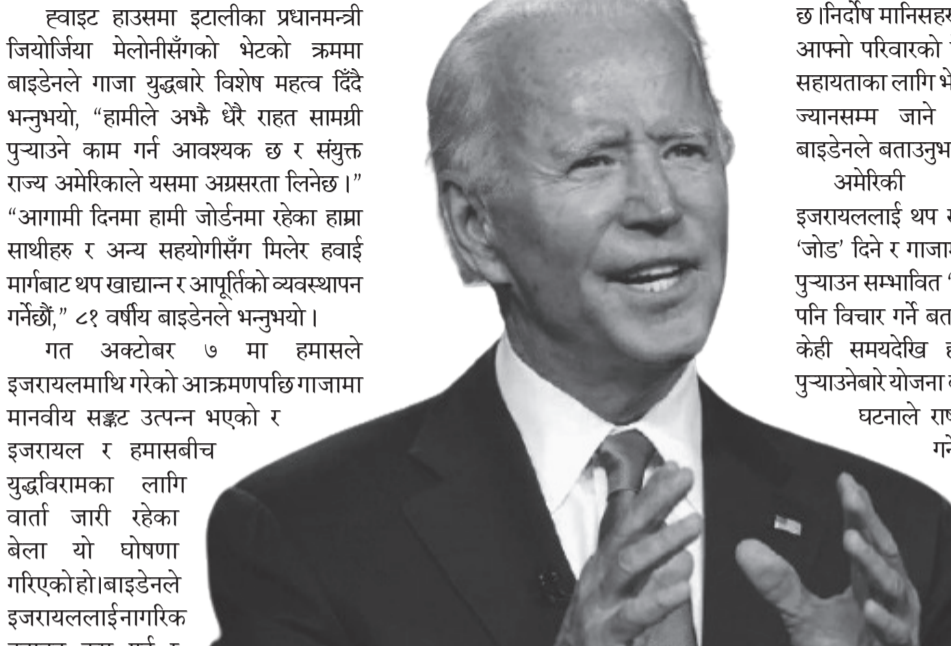 ह्वाइट हाउसमा इटालीका प्रधानमन्त्री
जियोर्जिया मेलोनीसँगको भेटको क्रममा
बाइडेनले गाजा युद्धबारे विशेष महत्व दिँदै
भन्नुभयो, “हामीले अझै धेरै राहत सामग्री
पुऱ्याउने काम गर्न आवश्यक छ र संयुक्त
राज्य अमेरिकाले यसमा अग्रसरता लिनेछ ।”
“आगामी दिनमा हामी जोर्डनमा रहेका हाम्रा
साथीहरु र अन्य सहयोगीसँग मिलेर हवाई
मार्गबाट थप खाद्यान्न र आपूर्तिको व्यवस्थापन
गर्नेछौं,” ८१ वर्षीय बाइडेनले भन्नुभयो ।
गत अक्टोबर ७ मा हमासले
इजरायलमाथि गरेको आक्रमणपछि गाजामा
मानवीय सङ्कट उत्पन्न भएको र
इजरायल र हमासबीच
युद्धविरामका लागि
वार्ता जारी रहेका
बेला यो घोषणा
गरिएको हो।बाइडेनले
इजरायललाई नागरिक
छ ।निर्दोष मानिसहरु
आफ्नो परिवारको
सहायताका लागि
ज्यानसम्म जाने
बाइडेनले
अमेरिकी
इजरायललाई थप
‘जोड’ दिने र
पुऱ्याउन सम्भावित
पनि विचार गर्ने
केही समयदेखि
पुऱ्याउनेबारे योजना
घटनाले